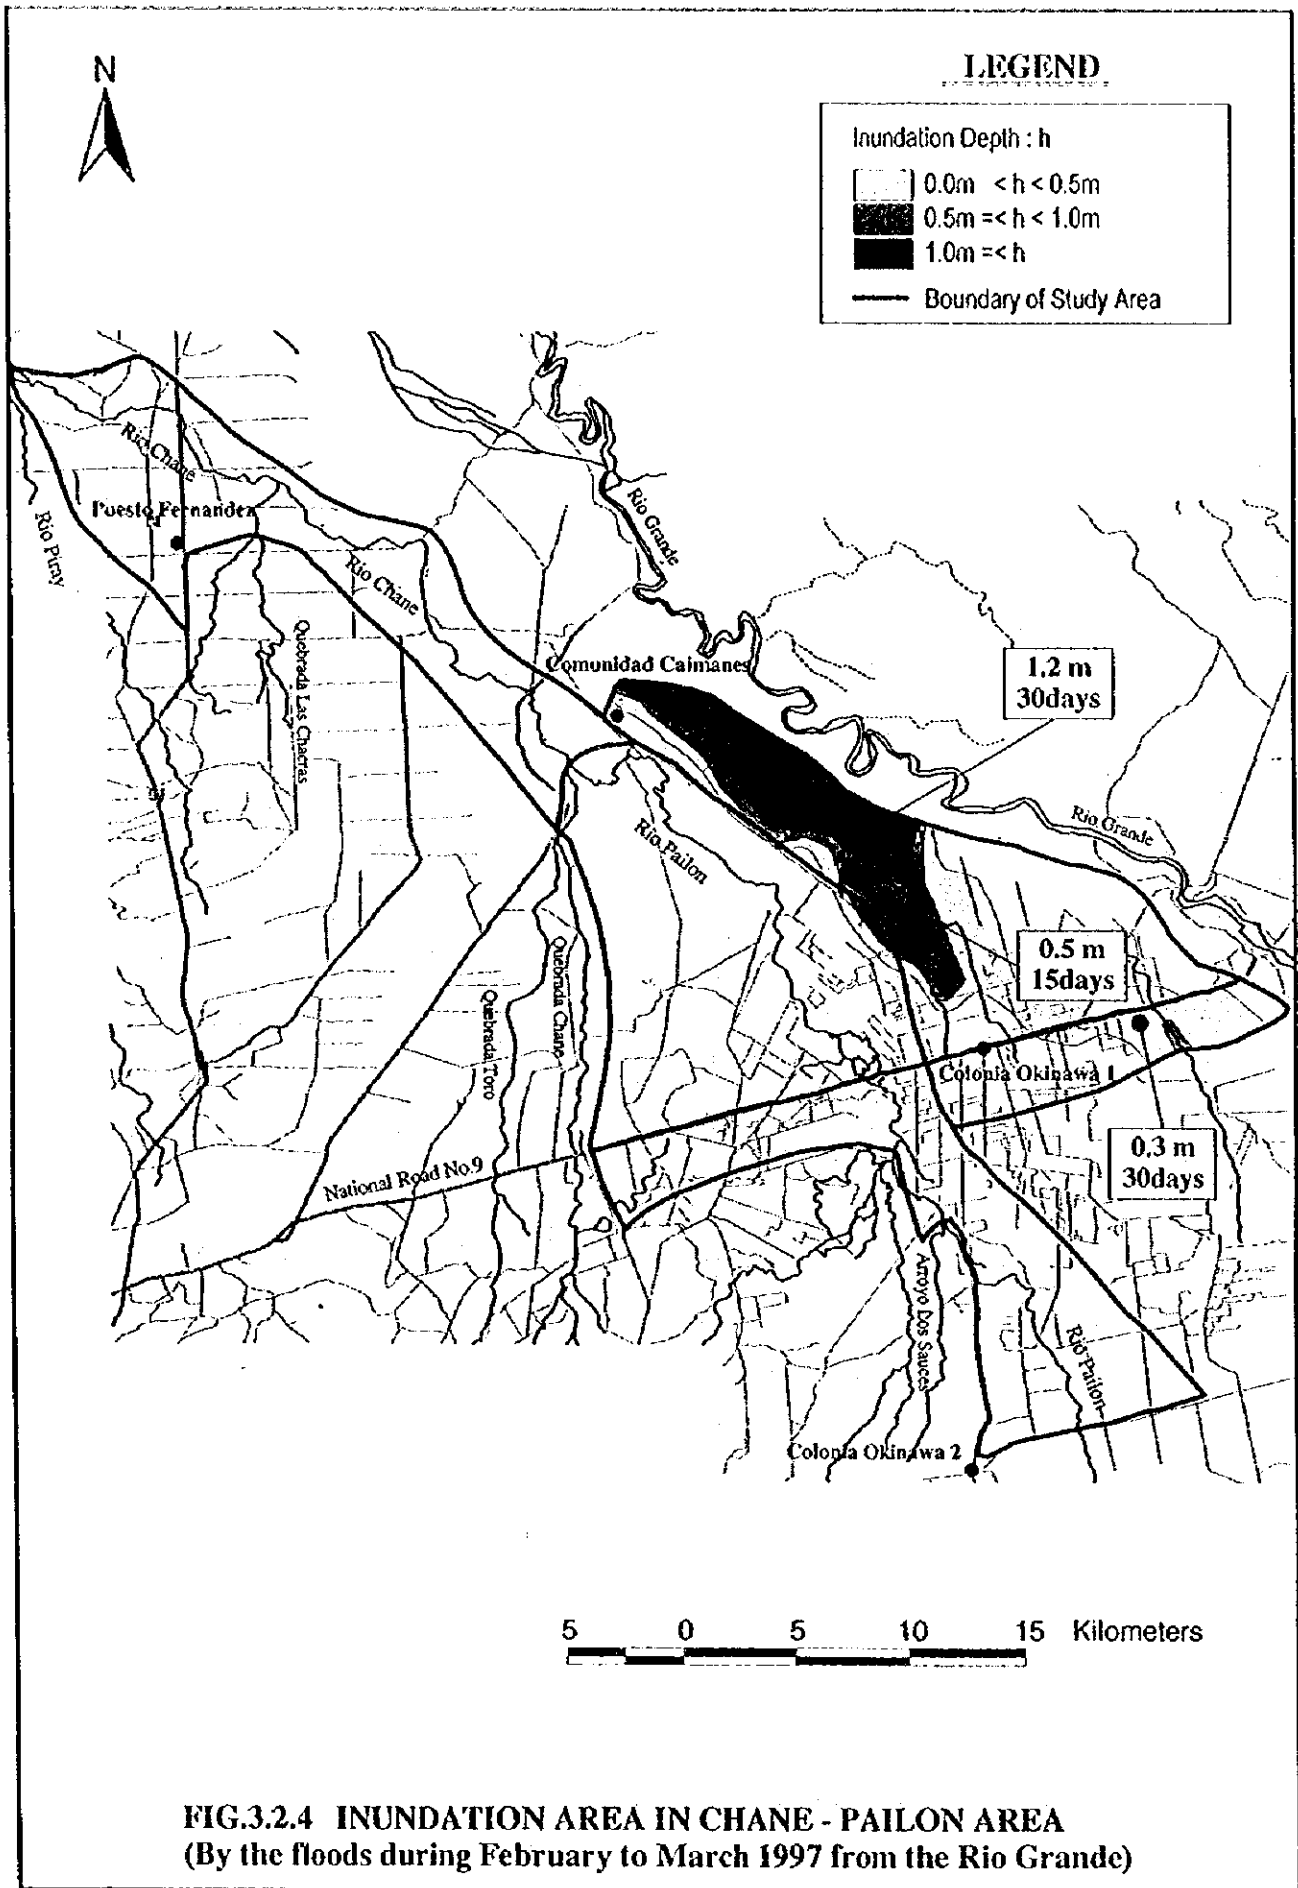 N
LEGEND
Inundation Depth : h
0.0m < h < 0.5m
0.5m =< h < 1.0m
1.0m =< h
Boundary of Study Area
Rio Chane
Puesto Fernandez
Rio Piray
Rio Grande
Rio Chane
Quebrada Las Chacras
Comunidad Caimanes
1.2 m
30days
Rio Grande
Rio Pailon
0.5 m
15days
Quebrada Chane
Quebrada Toro
Colonia Okinawa 1
0.3 m
30days
National Road No.9
Arroyo Dos Sauces
Rio Pailon
Colonia Okinawa 2
5 0 5 10 15 Kilometers
FIG.3.2.4 INUNDATION AREA IN CHANE - PAILON AREA
(By the floods during February to March 1997 from the Rio Grande)